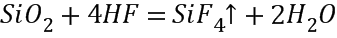 SiO₂ + 4HF = SiF₄↑ + 2H₂O